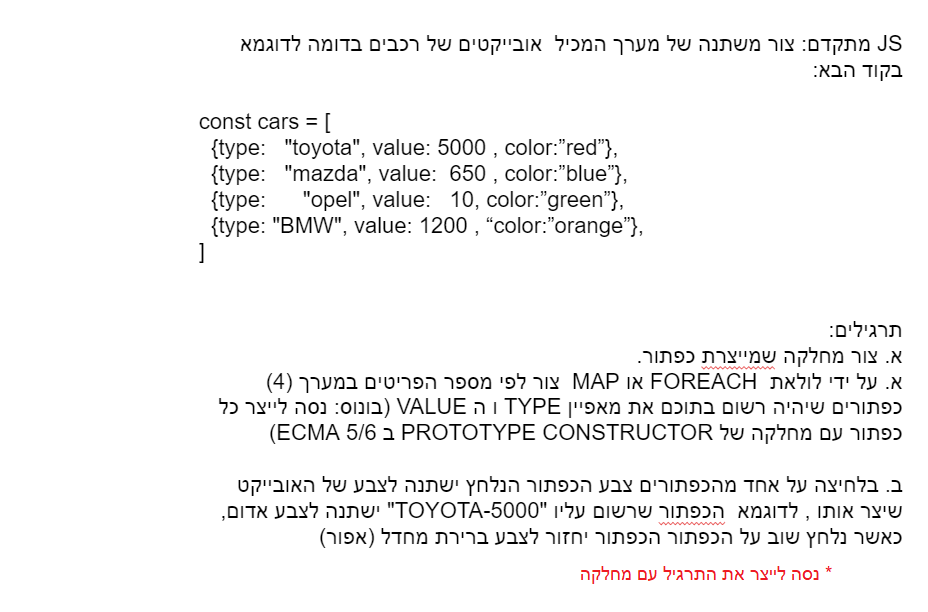 JS מתקדם: צור משתנה של מערך המכיל  אובייקטים של רכבים בדומה לדוגמא
בקוד הבא:
const cars = [
{type:   "toyota", value: 5000 , color:”red”},
{type:   "mazda", value:  650 , color:”blue”},
{type:      "opel", value:   10, color:”green”},
{type: "BMW", value: 1200 , “color:”orange”},
]
תרגילים:
א. צור מחלקה שמייצרת כפתור.
א. על ידי לולאת  FOREACH או MAP  צור לפי מספר הפריטים במערך (4)
כפתורים שיהיה רשום בתוכם את מאפיין TYPE ו ה VALUE (בונוס: נסה לייצר כל
כפתור עם מחלקה של PROTOTYPE CONSTRUCTOR ב ECMA 5/6)
ב. בלחיצה על אחד מהכפתורים צבע הכפתור הנלחץ ישתנה לצבע של האובייקט
שיצר אותו , לדוגמא  הכפתור שרשום עליו "TOYOTA-5000" ישתנה לצבע אדום,
כאשר נלחץ שוב על הכפתור הכפתור יחזור לצבע ברירת מחדל (אפור)
* נסה לייצר את התרגיל עם מחלקה